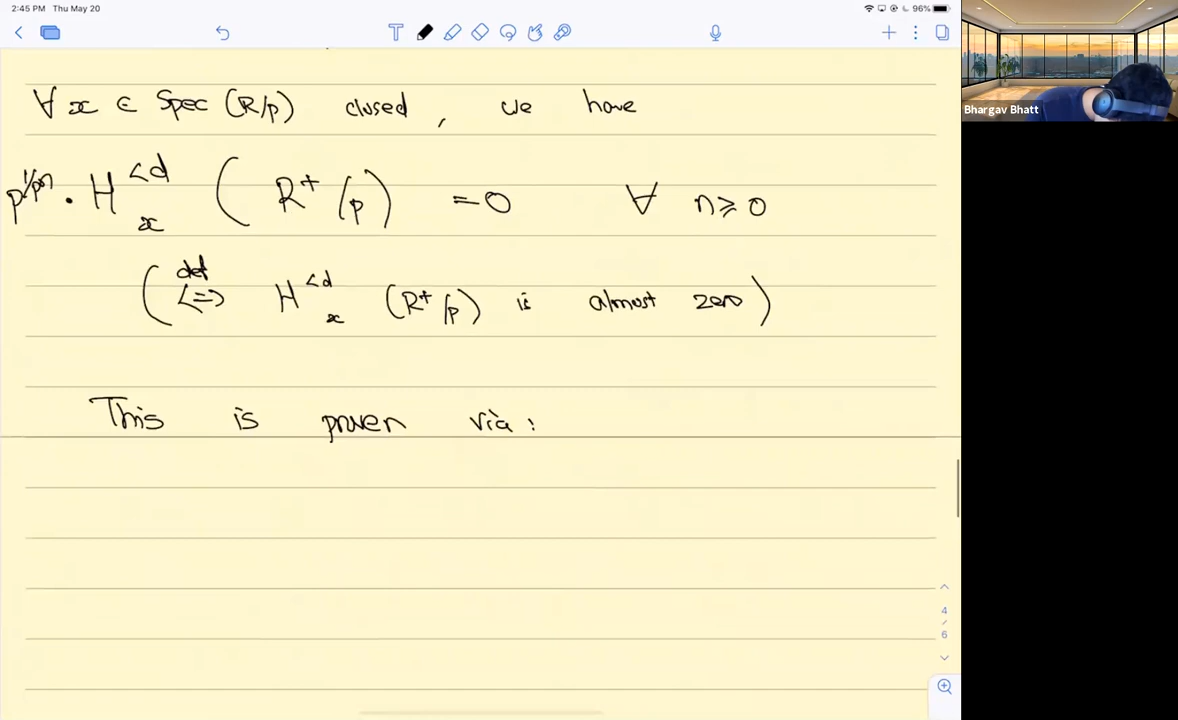 2:45 PM Thu May 20
96%
T
∀ x ∈ Spec (R/p) closed, we have
p^{1/p^n} · H^{<d}_x (R^+/p) = 0 ∀ n ≥ 0
(def <=> H^{<d}_x (R^+/p) is almost zero)
This is proven via:
4
/
6
Bhargav Bhatt